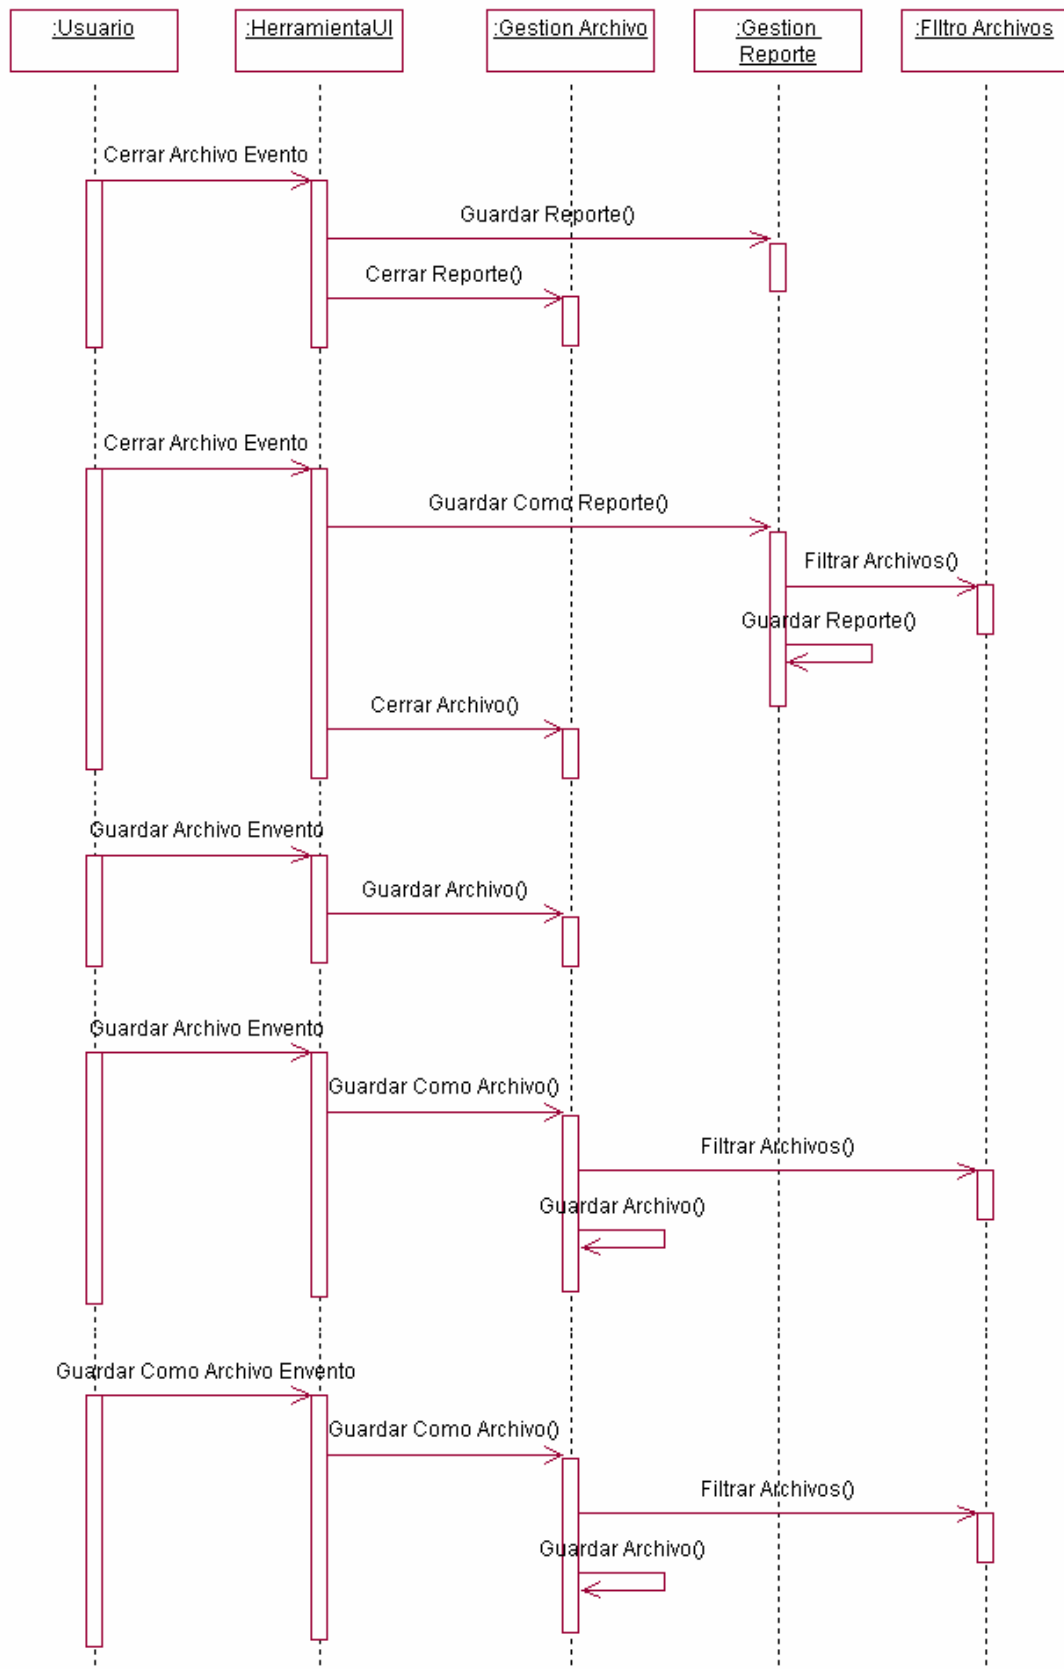 :Usuario
:HerramientaUI
:Gestion Archivo
:Gestion
Reporte
:FIltro Archivos
Cerrar Archivo Evento
Guardar Reporte()
Cerrar Reporte()
Cerrar Archivo Evento
Guardar Como Reporte()
Filtrar Archivos()
Guardar Reporte()
Cerrar Archivo()
Guardar Archivo Envento
Guardar Archivo()
Guardar Archivo Envento
Guardar Como Archivo()
Filtrar Archivos()
Guardar Archivo()
Guardar Como Archivo Envento
Guardar Como Archivo()
Filtrar Archivos()
Guardar Archivo()